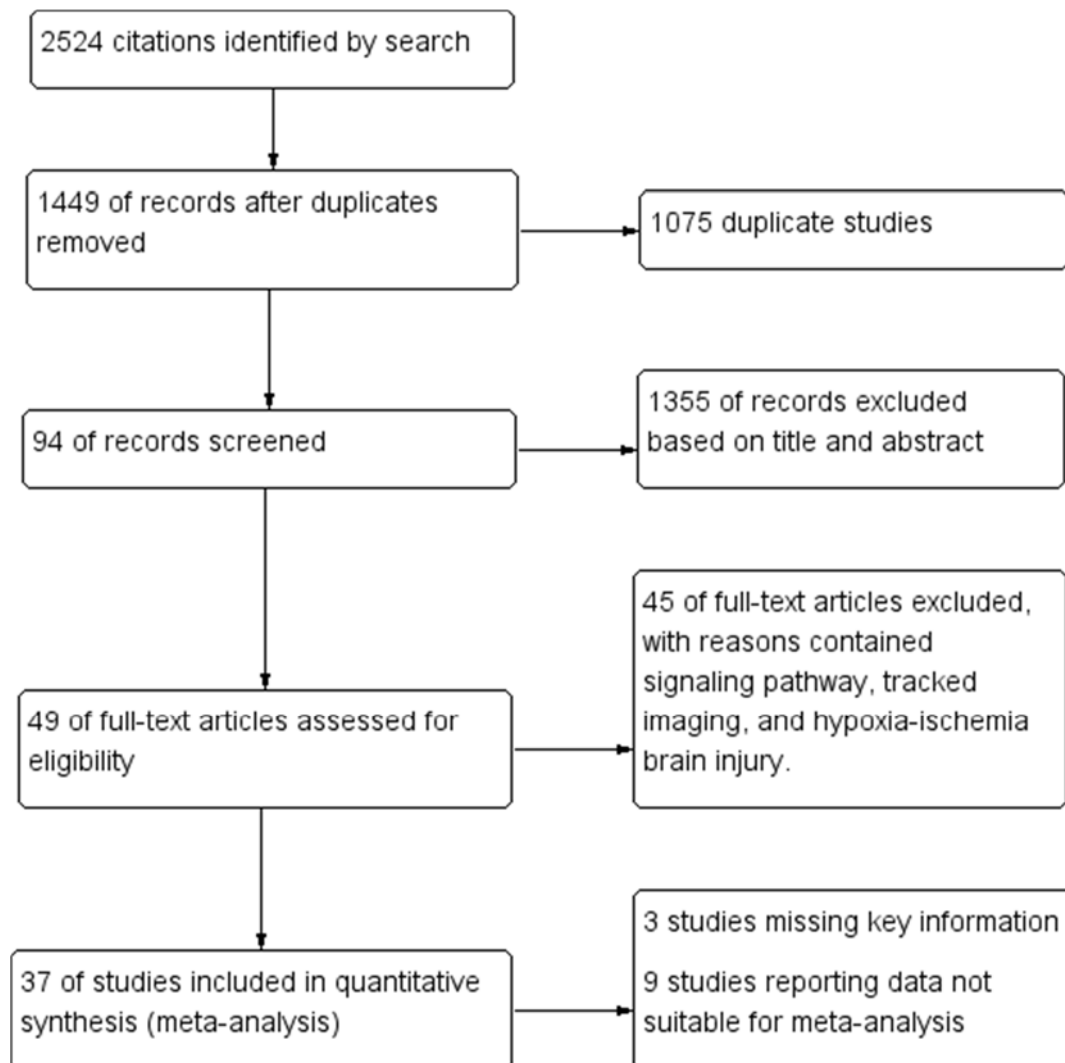 2524 citations identified by search
1449 of records after duplicates
removed
1075 duplicate studies
94 of records screened
1355 of records excluded
based on title and abstract
49 of full-text articles assessed for
eligibility
45 of full-text articles excluded,
with reasons contained
signaling pathway, tracked
imaging, and hypoxia-ischemia
brain injury.
37 of studies included in quantitative
synthesis (meta-analysis)
3 studies missing key information
9 studies reporting data not
suitable for meta-analysis